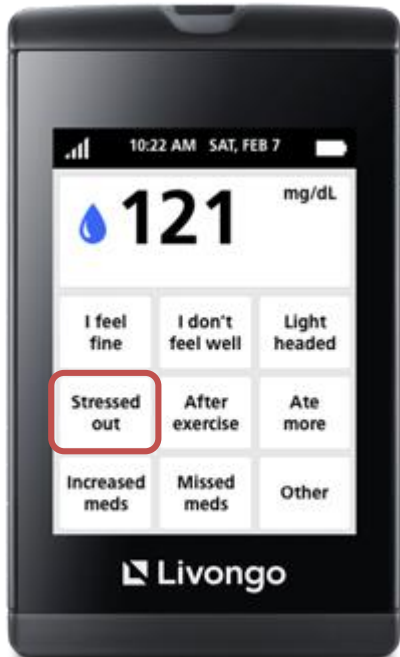 10:22 AM SAT, FEB 7
121 mg/dL
I feel
fine
I don't
feel well
Light
headed
Stressed
out
After
exercise
Ate
more
Increased
meds
Missed
meds
Other
Livongo